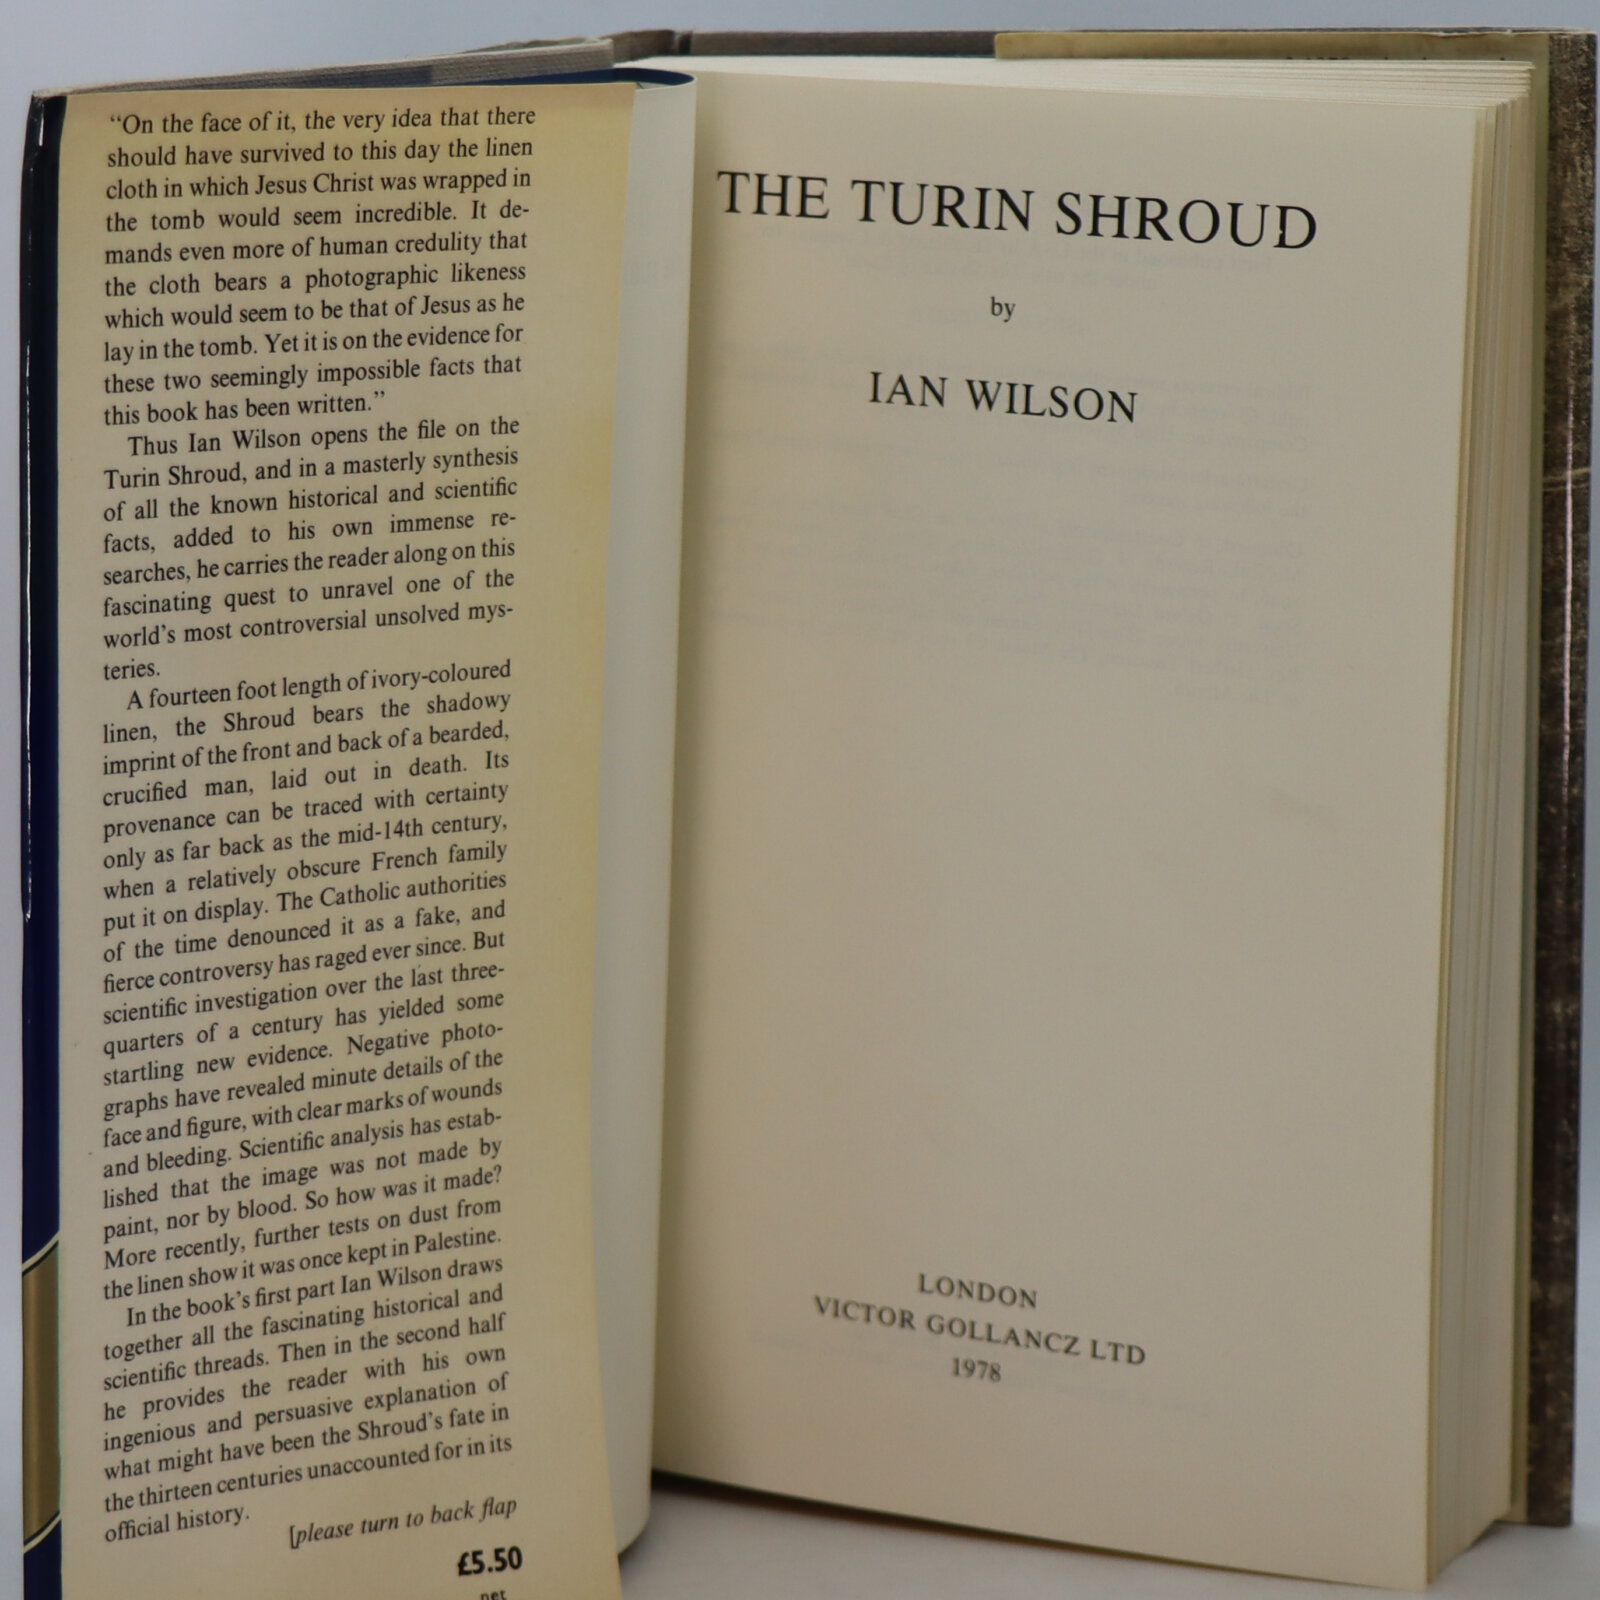 “On the face of it, the very idea that there
should have survived to this day the linen
cloth in which Jesus Christ was wrapped in
the tomb would seem incredible. It de-
mands even more of human credulity that
the cloth bears a photographic likeness
which would seem to be that of Jesus as he
lay in the tomb. Yet it is on the evidence for
these two seemingly impossible facts that
this book has been written.”
Thus Ian Wilson opens the file on the
Turin Shroud, and in a masterly synthesis
of all the known historical and scientific
facts, added to his own immense re-
searches, he carries the reader along on this
fascinating quest to unravel one of the
world’s most controversial unsolved mys-
teries.
A fourteen foot length of ivory-coloured
linen, the Shroud bears the shadowy
imprint of the front and back of a bearded,
crucified man, laid out in death. Its
provenance can be traced with certainty
only as far back as the mid-14th century,
when a relatively obscure French family
put it on display. The Catholic authorities
of the time denounced it as a fake, and
fierce controversy has raged ever since. But
scientific investigation over the last three-
quarters of a century has yielded some
startling new evidence. Negative photo-
graphs have revealed minute details of the
face and figure, with clear marks of wounds
and bleeding. Scientific analysis has estab-
lished that the image was not made by
paint, nor by blood. So how was it made?
More recently, further tests on dust from
the linen show it was once kept in Palestine.
In the book’s first part Ian Wilson draws
together all the fascinating historical and
scientific threads. Then in the second half
he provides the reader with his own
ingenious and persuasive explanation of
what might have been the Shroud’s fate in
the thirteen centuries unaccounted for in its
official history.
[please turn to back flap
£5.50
net
THE TURIN SHROUD
by
IAN WILSON
LONDON
VICTOR GOLLANCZ LTD
1978